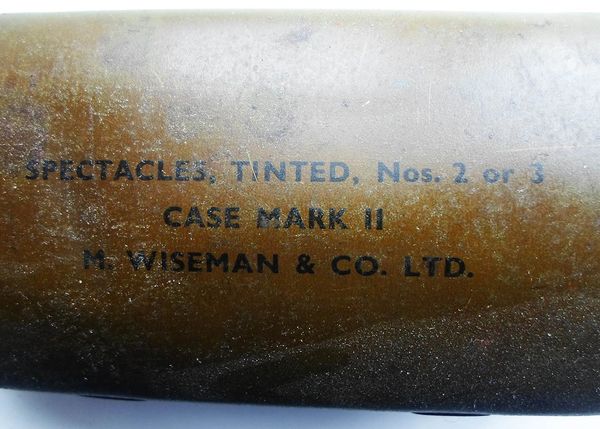 SPECTACLES, TINTED, Nos. 2 or 3
CASE MARK II
M. WISEMAN & CO. LTD.